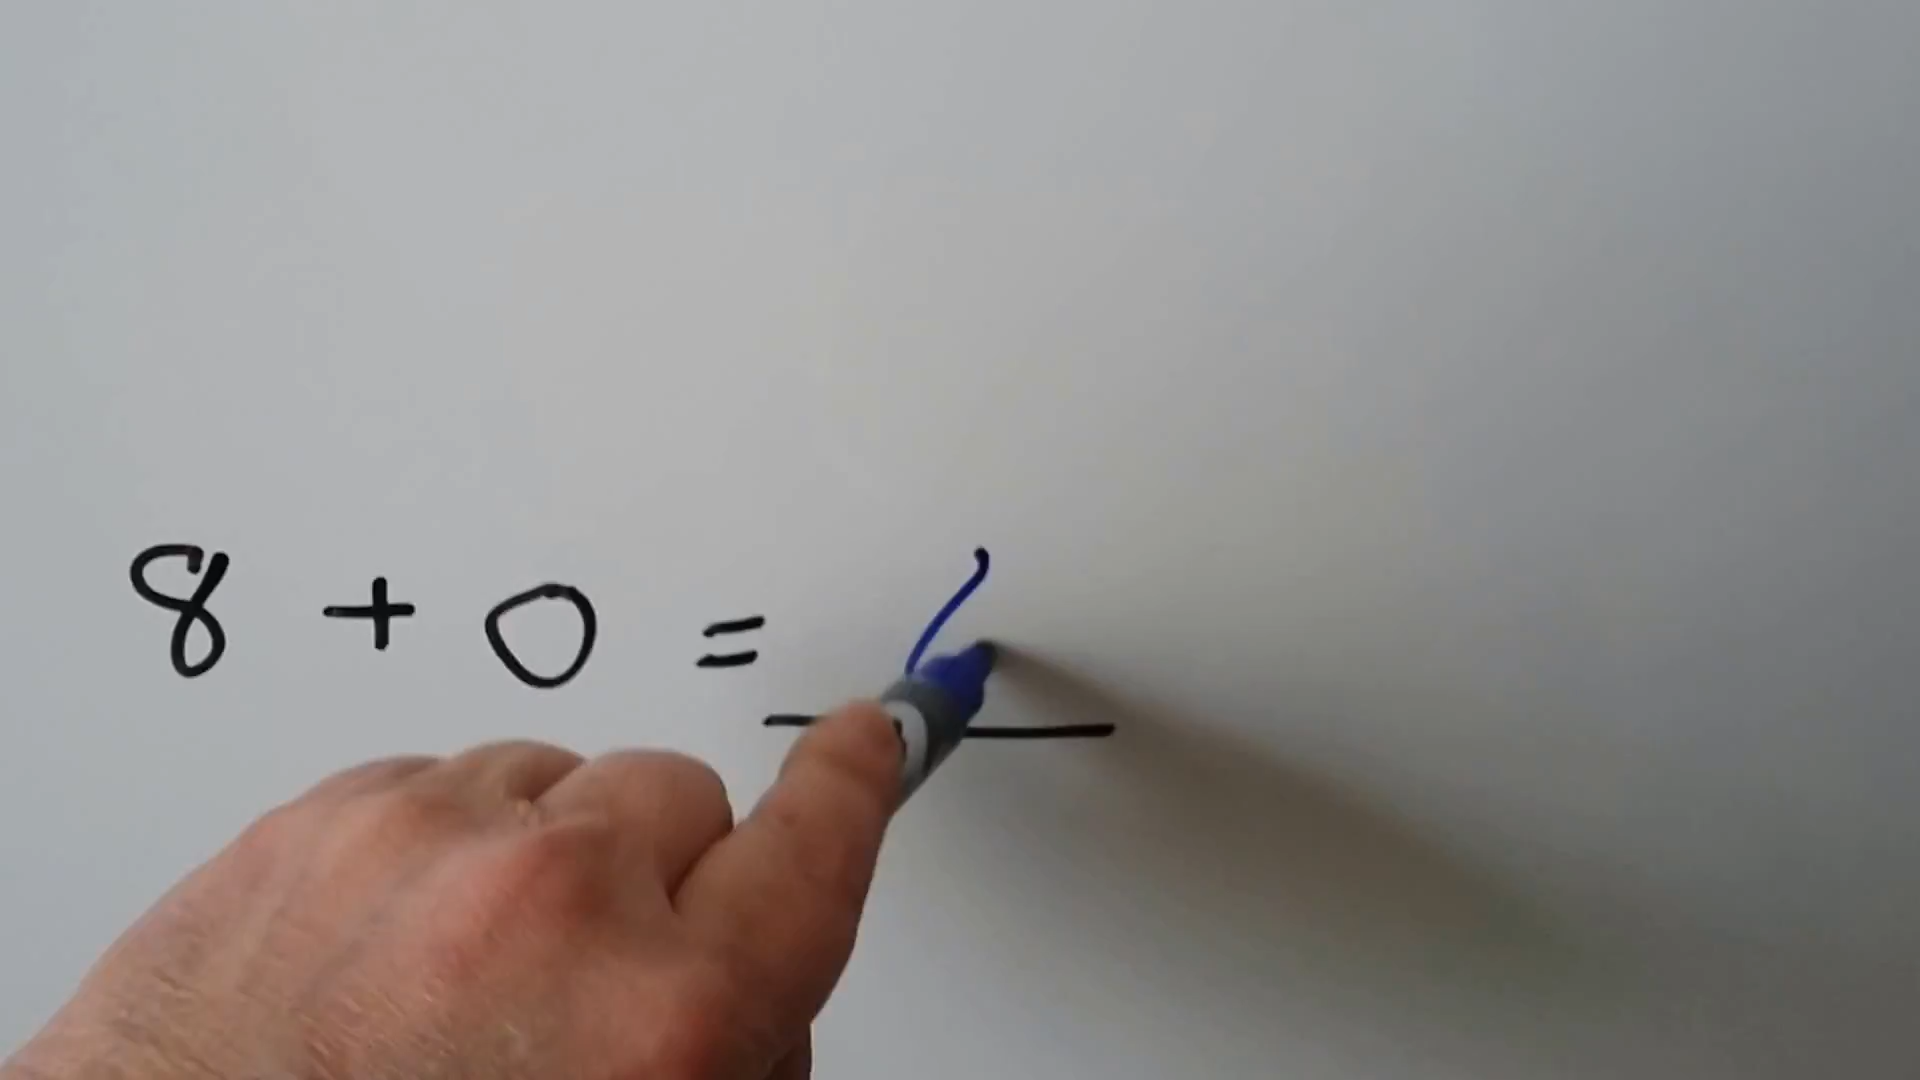 8 + 0 =